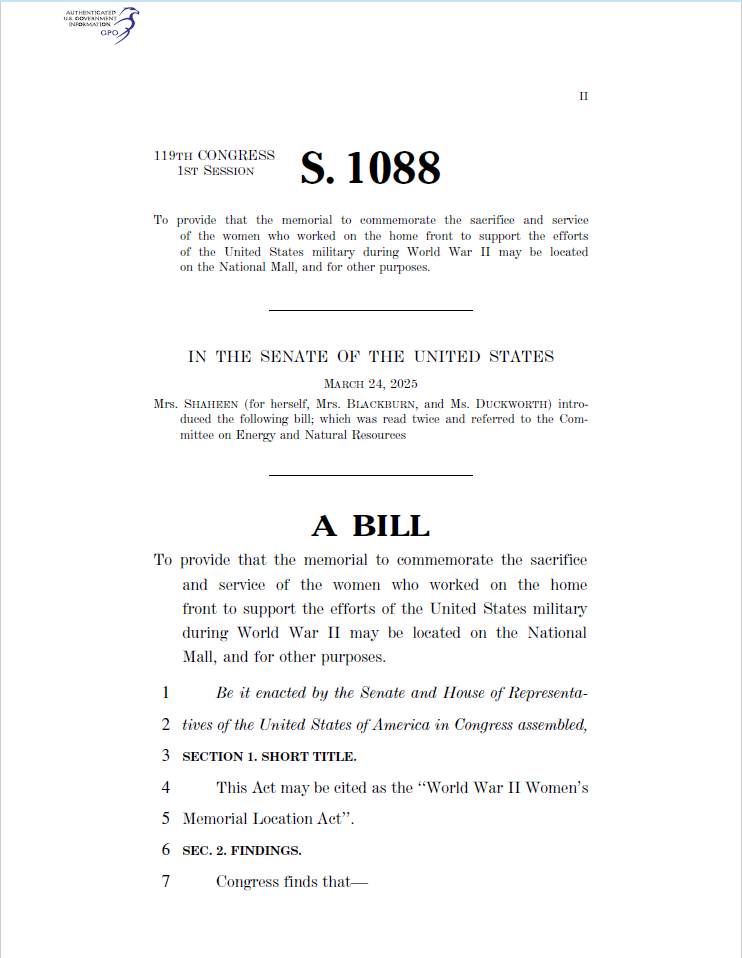 AUTHENTICATED
U.S. GOVERNMENT
INFORMATION
GPO
II
119TH CONGRESS
1ST SESSION
S. 1088
To provide that the memorial to commemorate the sacrifice and service
of the women who worked on the home front to support the efforts
of the United States military during World War II may be located
on the National Mall, and for other purposes.
IN THE SENATE OF THE UNITED STATES
MARCH 24, 2025
Mrs. SHAHEEN (for herself, Mrs. BLACKBURN, and Ms. DUCKWORTH) intro-
duced the following bill; which was read twice and referred to the Com-
mittee on Energy and Natural Resources
A BILL
To provide that the memorial to commemorate the sacrifice
and service of the women who worked on the home
front to support the efforts of the United States military
during World War II may be located on the National
Mall, and for other purposes.
1 Be it enacted by the Senate and House of Representa-
2 tives of the United States of America in Congress assembled,
3 SECTION 1. SHORT TITLE.
4 This Act may be cited as the ‘‘World War II Women’s
5 Memorial Location Act’’.
6 SEC. 2. FINDINGS.
7 Congress finds that—